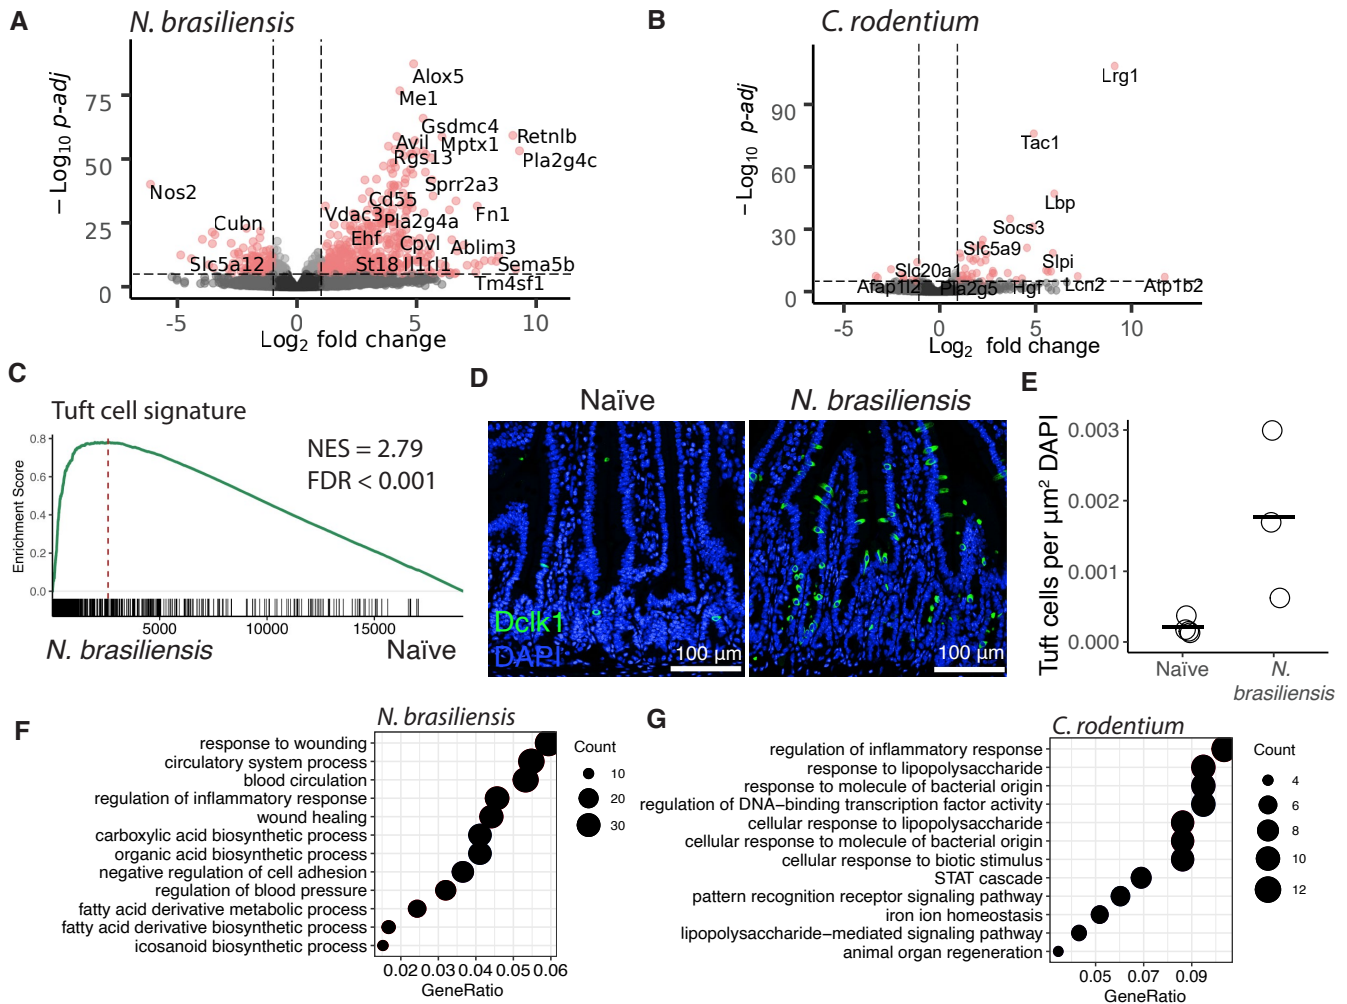 A
N. brasiliensis
− Log10 p-adj
75
50
25
0
-5
0
5
10
Log2 fold change
Alox5
Me1
Gsdmc4
Avil
Mptx1
Retnlb
Rgs13
Pla2g4c
Sprr2a3
Nos2
Cd55
Vdac3
Pla2g4a
Fn1
Cubn
Ehf
Cpvl
Ablim3
Slc5a12
St18
Il1rl1
Sema5b
Tm4sf1
B
C. rodentium
− Log10 p-adj
90
60
30
0
-5
0
5
10
Log2 fold change
Lrg1
Tac1
Lbp
Socs3
Slc5a9
Slpi
Slc20a1
Afap1l2
Pla2g5
Hgf
Lcn2
Atp1b2
C
Tuft cell signature
NES = 2.79
FDR < 0.001
Enrichment Score
0.8
0.6
0.4
0.2
0.0
5000
10000
15000
N. brasiliensis
Naïve
D
Naïve
N. brasiliensis
Dclk1
DAPI
100 µm
100 µm
E
Tuft cells per µm² DAPI
0.003
0.002
0.001
0.000
Naïve
N.
brasiliensis
F
N. brasiliensis
response to wounding
circulatory system process
blood circulation
regulation of inflammatory response
wound healing
carboxylic acid biosynthetic process
organic acid biosynthetic process
negative regulation of cell adhesion
regulation of blood pressure
fatty acid derivative metabolic process
fatty acid derivative biosynthetic process
icosanoid biosynthetic process
0.02
0.03
0.04
0.05
0.06
GeneRatio
Count
10
20
30
G
C. rodentium
regulation of inflammatory response
response to lipopolysaccharide
response to molecule of bacterial origin
regulation of DNA−binding transcription factor activity
cellular response to lipopolysaccharide
cellular response to molecule of bacterial origin
cellular response to biotic stimulus
STAT cascade
pattern recognition receptor signaling pathway
iron ion homeostasis
lipopolysaccharide−mediated signaling pathway
animal organ regeneration
0.05
0.07
0.09
GeneRatio
Count
4
6
8
10
12